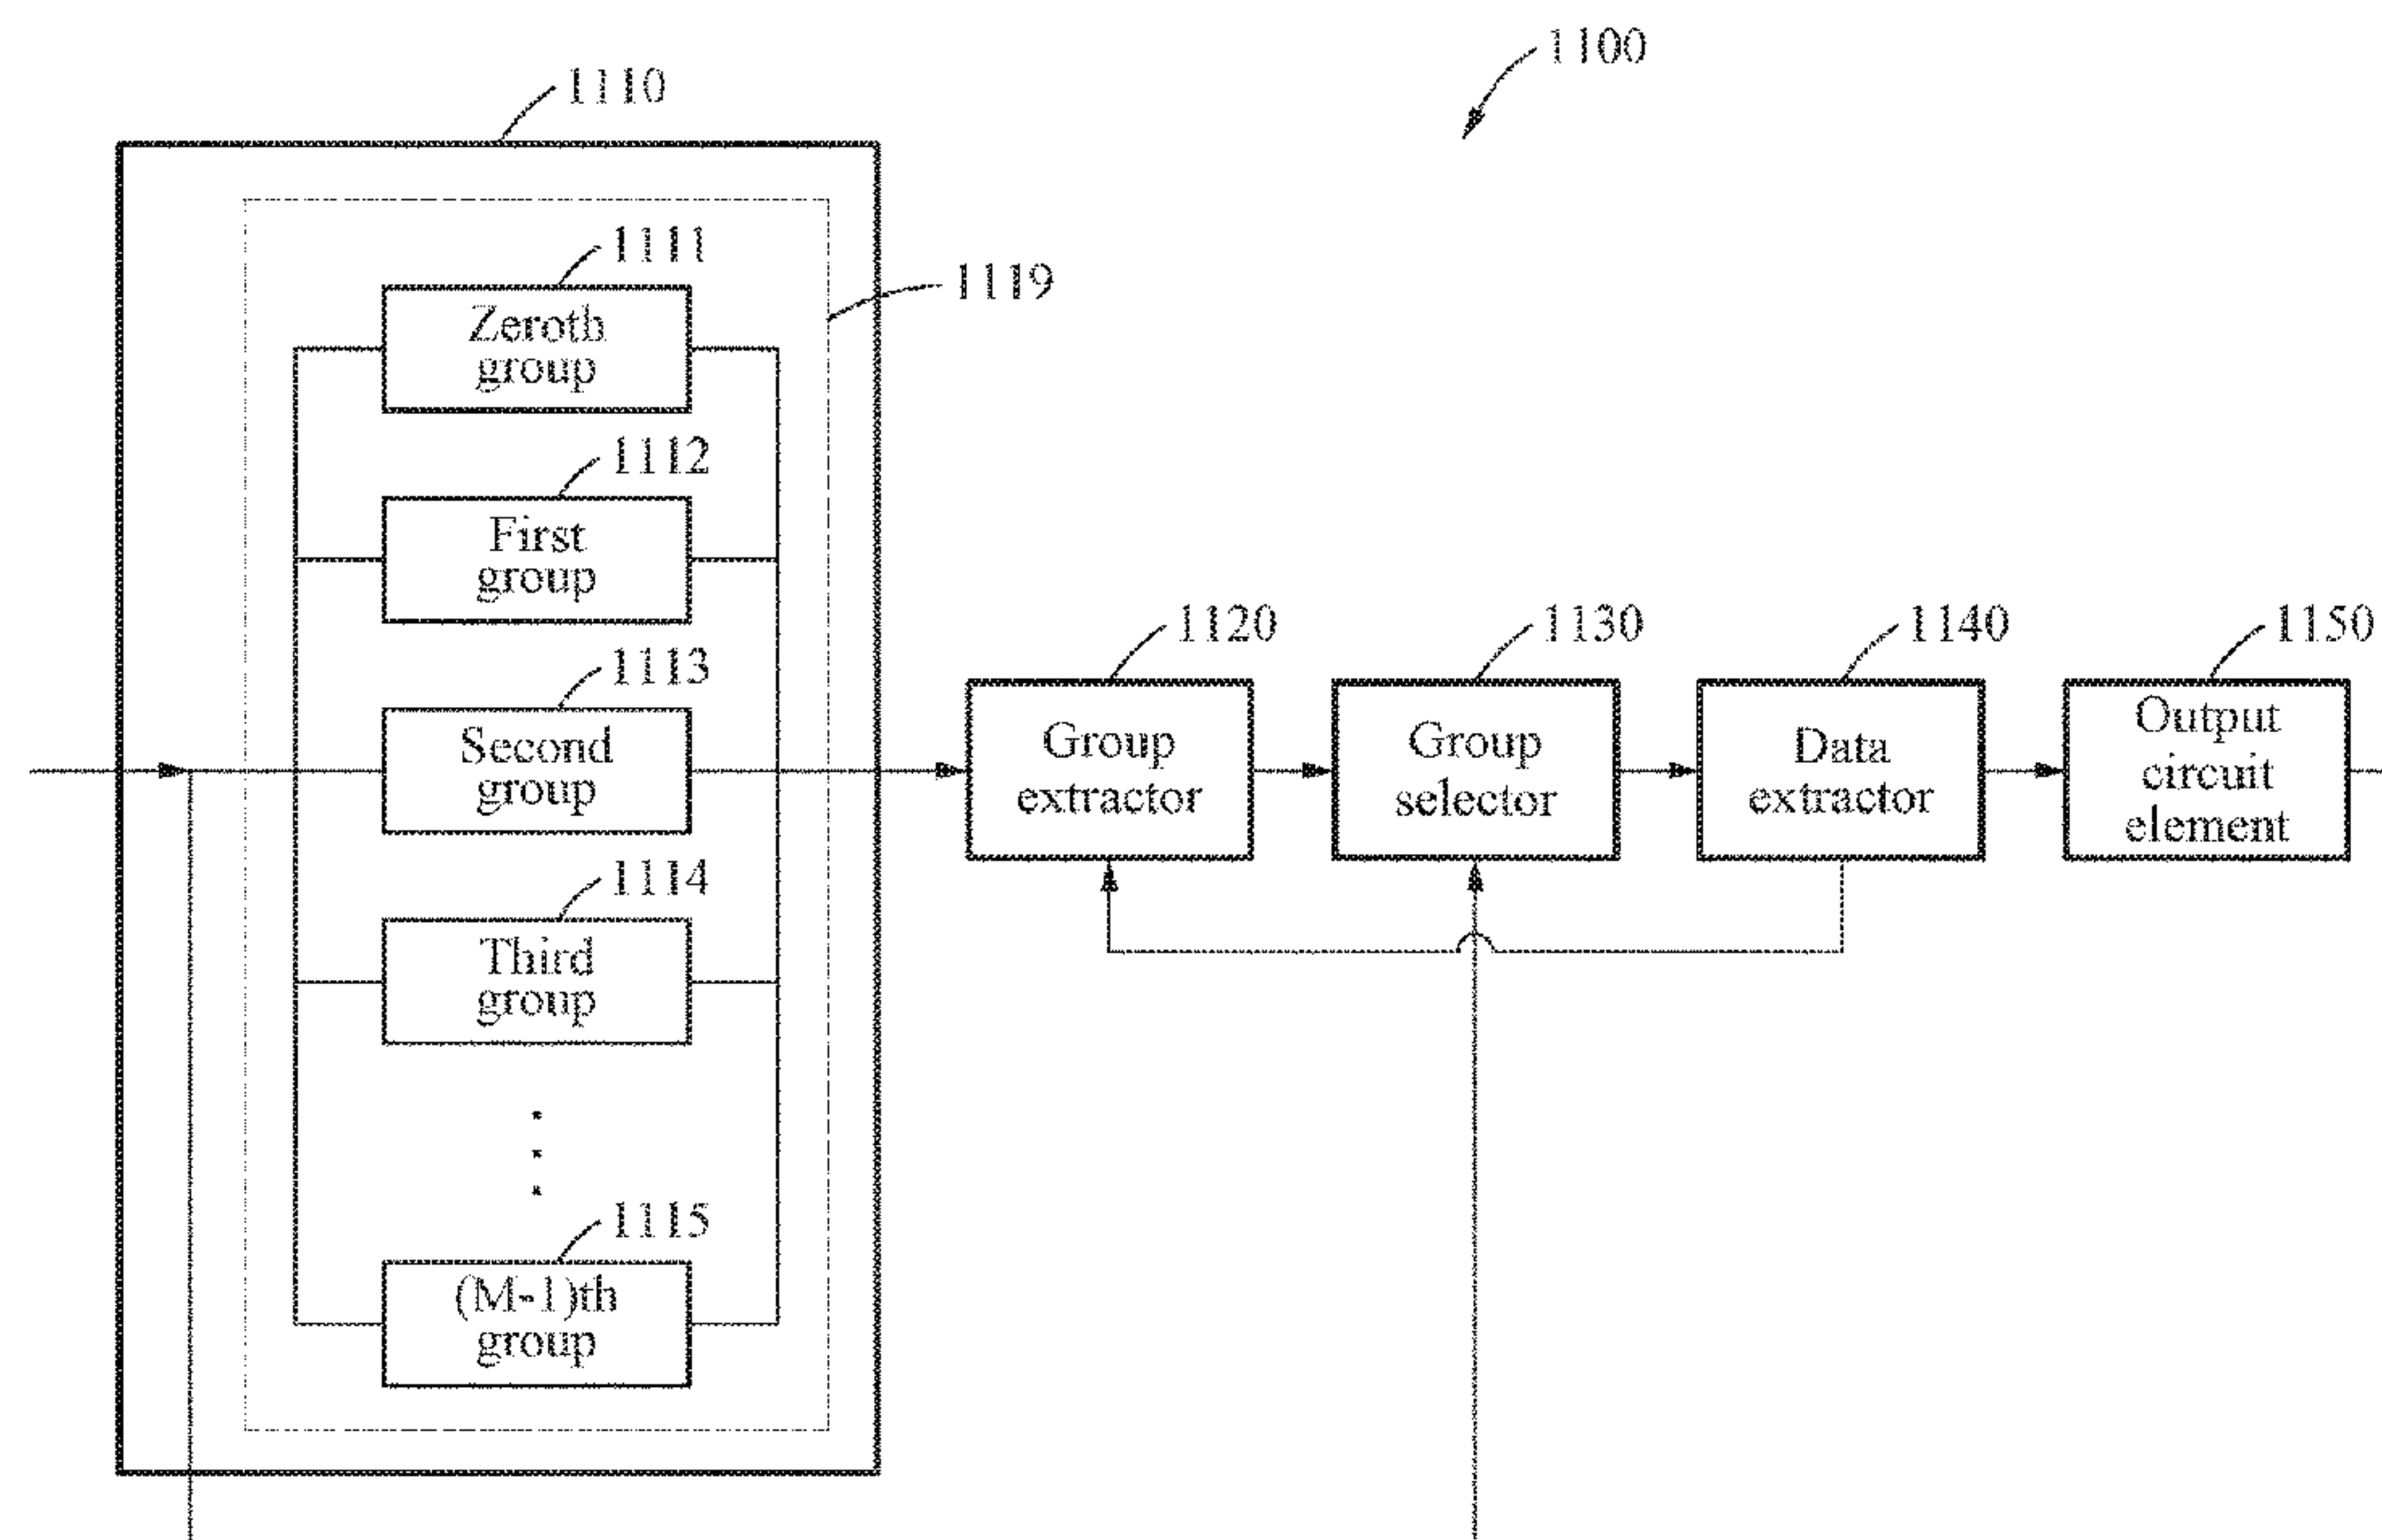 1100
1110
1111
1119
Zeroth
group
1112
First
group
1113
Second
group
1114
Third
group
1115
(M-1)th
group
1120
Group
extractor
1130
Group
selector
1140
Data
extractor
1150
Output
circuit
element